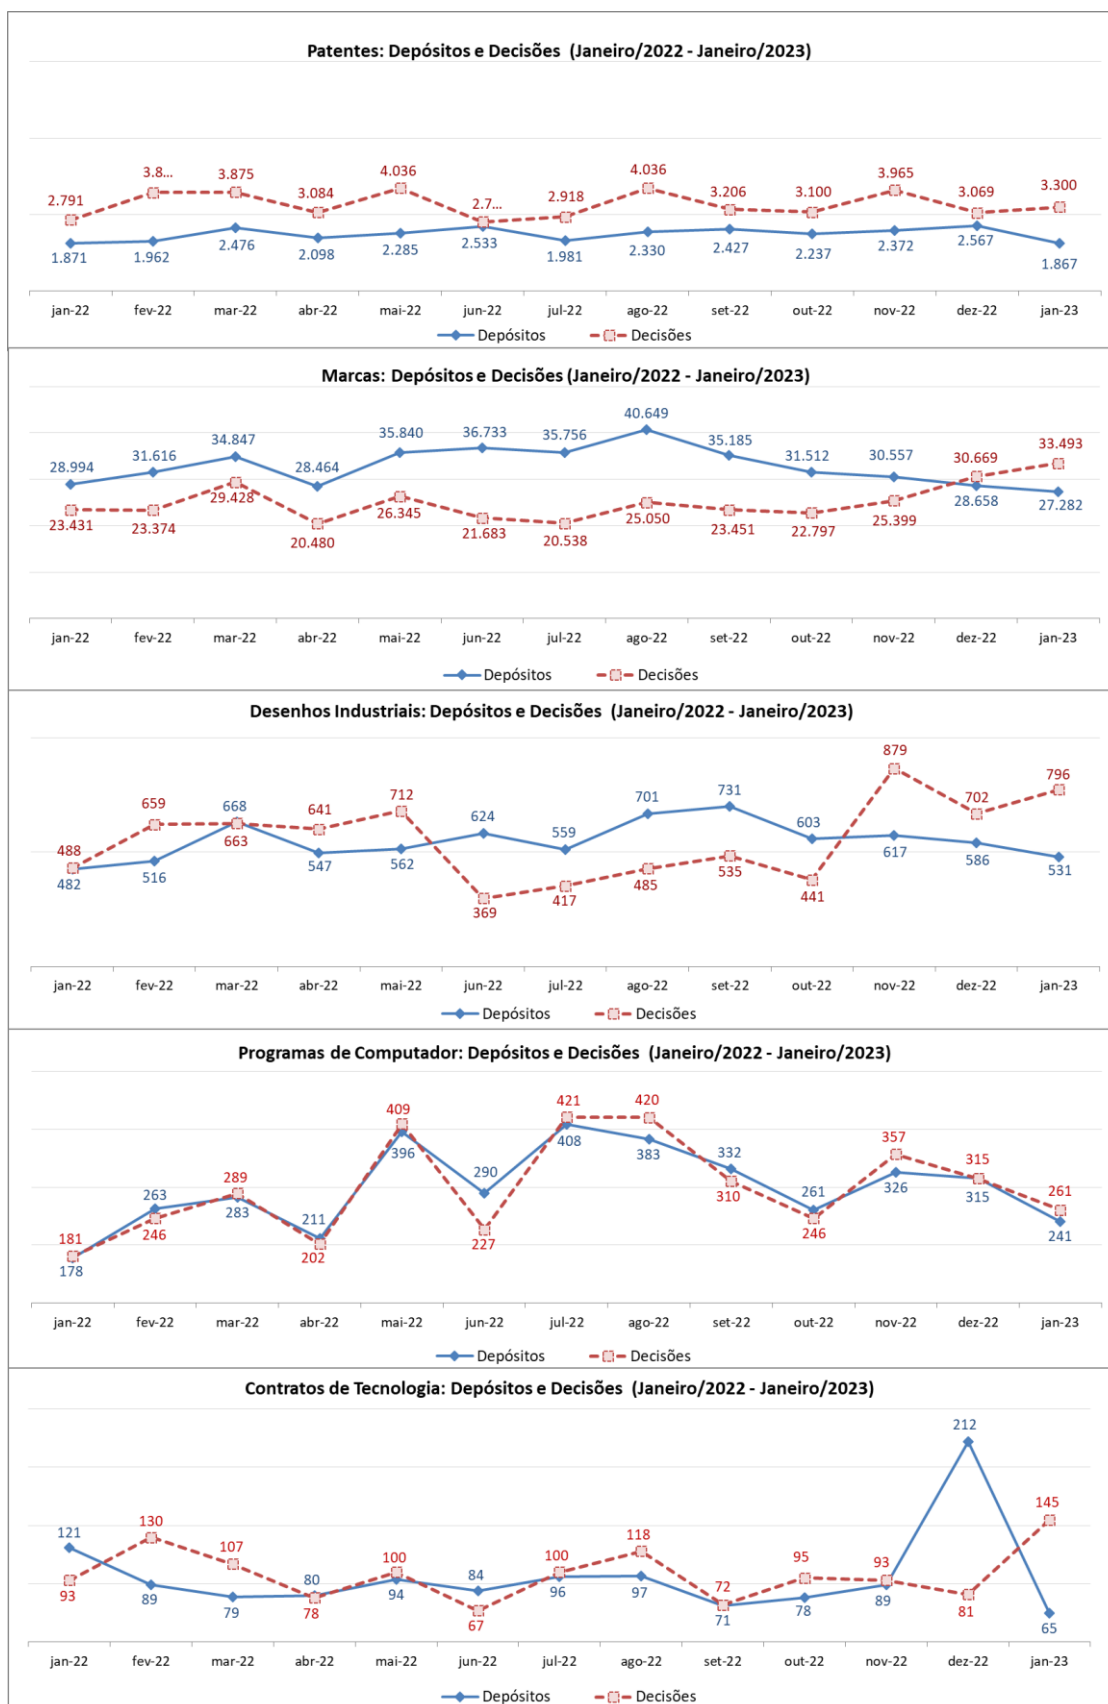 Patentes: Depósitos e Decisões (Janeiro/2022 - Janeiro/2023)
2.791 3.8... 3.875 3.084 4.036 2.7... 2.918 4.036 3.206 3.100 3.965 3.069 3.300
1.871 1.962 2.476 2.098 2.285 2.533 1.981 2.330 2.427 2.237 2.372 2.567 1.867
jan-22 fev-22 mar-22 abr-22 mai-22 jun-22 jul-22 ago-22 set-22 out-22 nov-22 dez-22 jan-23
Depósitos Decisões
Marcas: Depósitos e Decisões (Janeiro/2022 - Janeiro/2023)
28.994 31.616 34.847 28.464 35.840 36.733 35.756 40.649 35.185 31.512 30.557 30.669 33.493
23.431 23.374 29.428 20.480 26.345 21.683 20.538 25.050 23.451 22.797 25.399 28.658 27.282
jan-22 fev-22 mar-22 abr-22 mai-22 jun-22 jul-22 ago-22 set-22 out-22 nov-22 dez-22 jan-23
Depósitos Decisões
Desenhos Industriais: Depósitos e Decisões (Janeiro/2022 - Janeiro/2023)
488 659 668 641 712 624 559 701 731 603 879 702 796
482 516 663 547 562 369 417 485 535 441 617 586 531
jan-22 fev-22 mar-22 abr-22 mai-22 jun-22 jul-22 ago-22 set-22 out-22 nov-22 dez-22 jan-23
Depósitos Decisões
Programas de Computador: Depósitos e Decisões (Janeiro/2022 - Janeiro/2023)
181 263 289 211 409 290 421 420 332 261 357 315 261
178 246 283 202 396 227 408 383 310 246 326 315 241
jan-22 fev-22 mar-22 abr-22 mai-22 jun-22 jul-22 ago-22 set-22 out-22 nov-22 dez-22 jan-23
Depósitos Decisões
Contratos de Tecnologia: Depósitos e Decisões (Janeiro/2022 - Janeiro/2023)
121 130 107 80 100 84 100 118 72 95 93 212 145
93 89 79 78 94 67 96 97 71 78 89 81 65
jan-22 fev-22 mar-22 abr-22 mai-22 jun-22 jul-22 ago-22 set-22 out-22 nov-22 dez-22 jan-23
Depósitos Decisões